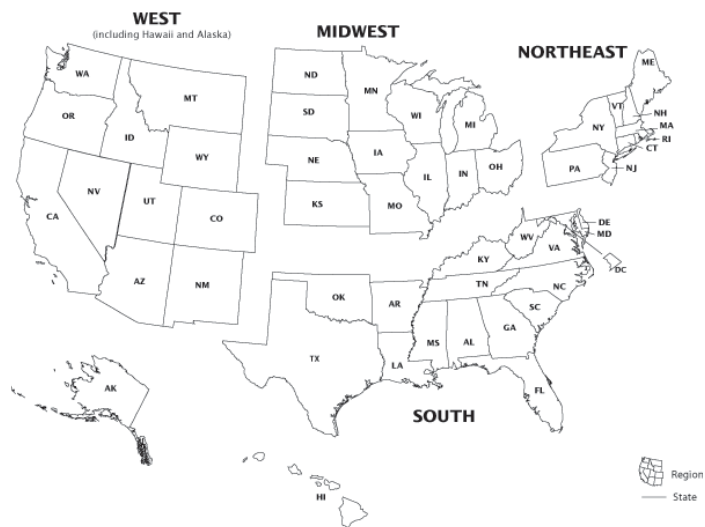 WEST
(including Hawaii and Alaska)
MIDWEST
NORTHEAST
WA
MT
ND
MN
ME
OR
ID
SD
WI
MI
VT
NH
NY
MA
RI
CT
WY
NE
IA
PA
NJ
NV
UT
CO
KS
MO
IL
IN
OH
CA
DE
MD
WV
VA
DC
AZ
NM
OK
AR
KY
TN
NC
SC
TX
LA
MS
AL
GA
FL
AK
SOUTH
HI
Region
State